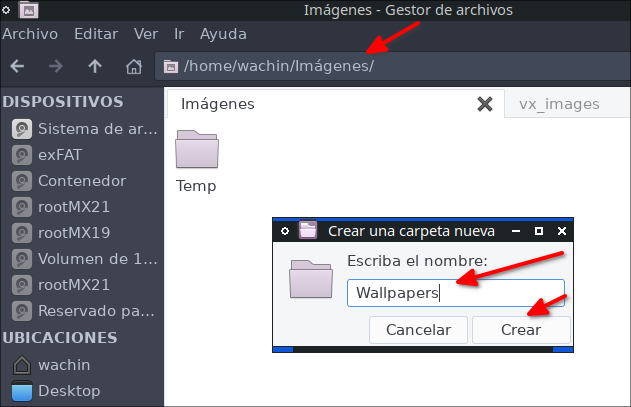 Imágenes - Gestor de archivos
Archivo Editar Ver Ir Ayuda
/home/wachin/Imágenes/
DISPOSITIVOS
Sistema de ar...
exFAT
Contenedor
rootMX21
rootMX19
Volumen de 1...
rootMX21
Reservado pa...
UBICACIONES
wachin
Desktop
Imágenes
vx_images
Temp
Crear una carpeta nueva
Escriba el nombre:
Wallpapers
Cancelar Crear